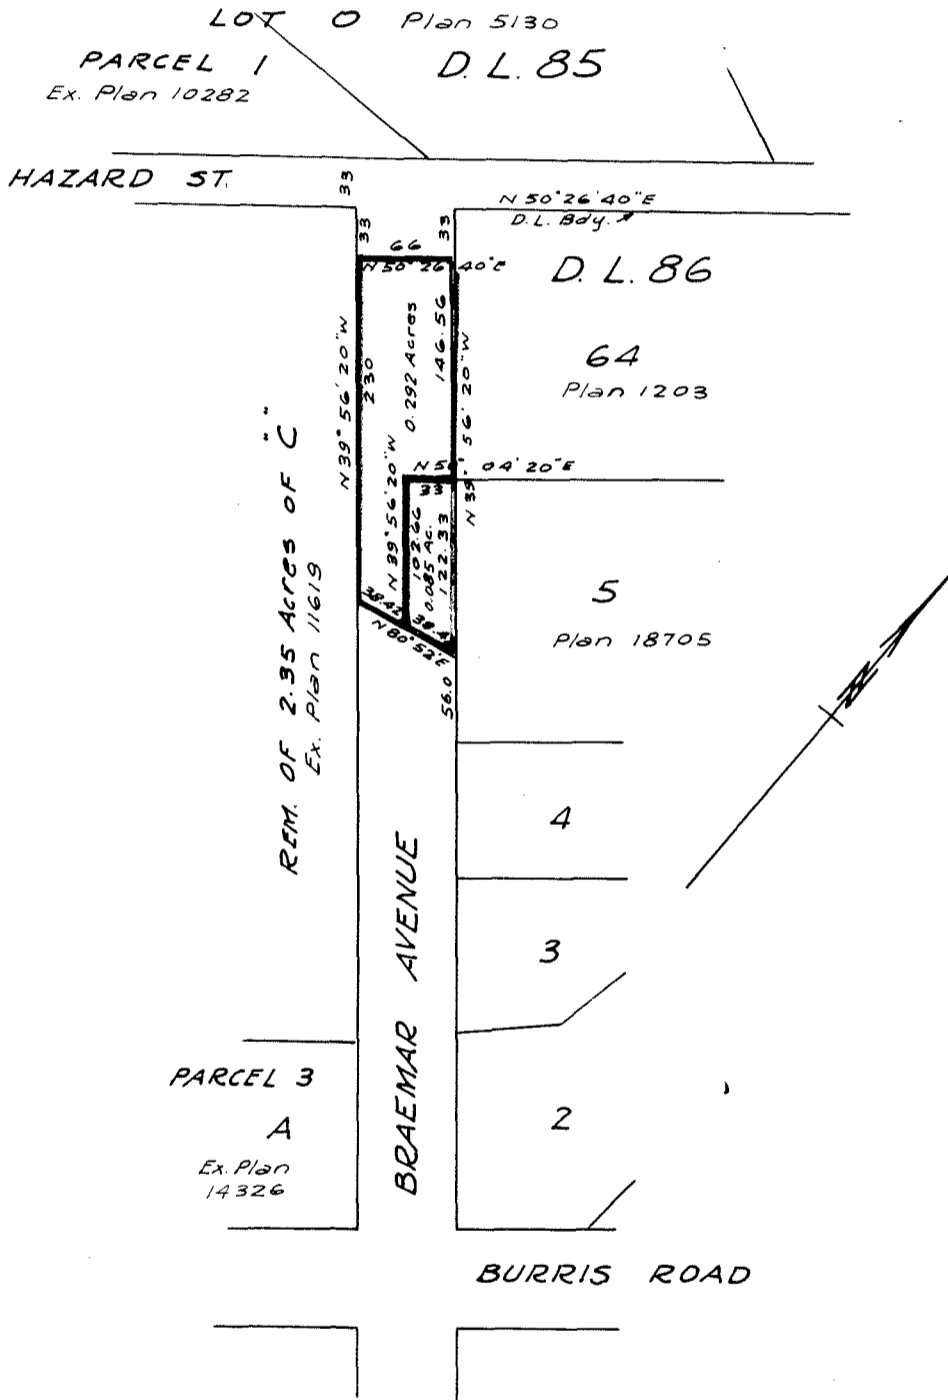 LOT O Plan 5130
PARCEL 1
D. L. 85
Ex. Plan 10282
HAZARD ST.
33
N 50° 26' 40" E
D. L. Bdy.
33
66
33
N 50° 26' 40" E
D. L. 86
N 39° 56' 20" W
230
0.292 Acres
146.56
N 39° 56' 20" W
64
Plan 1203
04' 20" E
33
N 39° 56' 20" W
102.66
0.085 Ac.
122.33
38.42
N 80° 52' E
56.0
5
Plan 18705
REM. OF 2.35 Acres OF "C"
Ex. Plan 11619
N
4
3
2
BRAEMAR AVENUE
PARCEL 3
A
Ex. Plan
14326
BURRIS ROAD